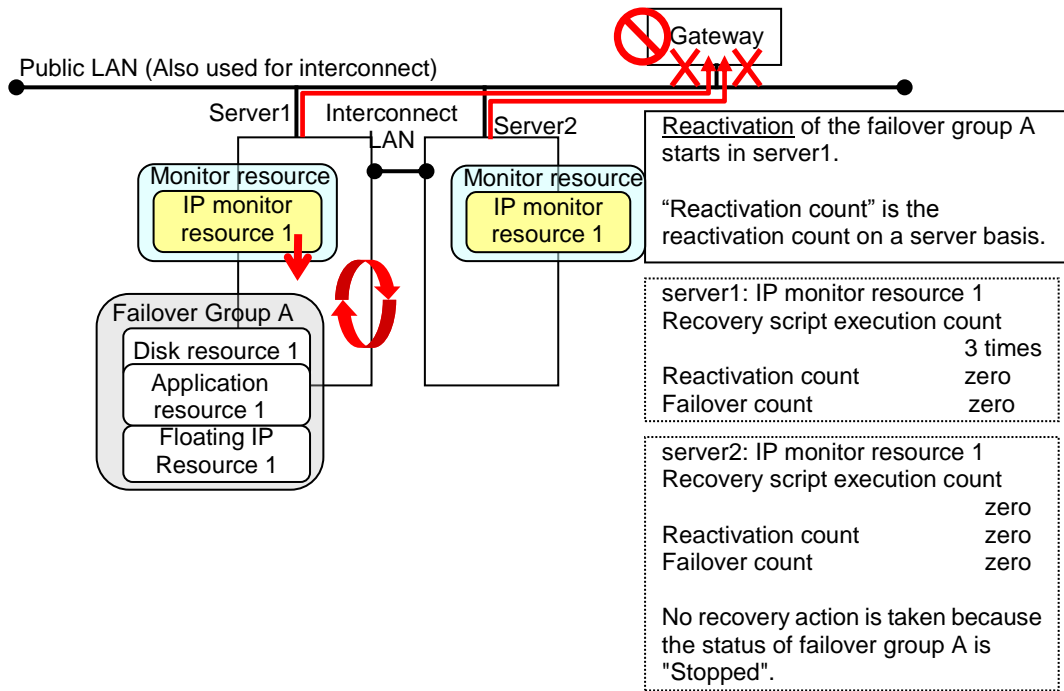 Gateway
Public LAN (Also used for interconnect)
Server1
Interconnect
LAN
Server2
Monitor resource
IP monitor
resource 1
Monitor resource
IP monitor
resource 1
Failover Group A
Disk resource 1
Application
resource 1
Floating IP
Resource 1
Reactivation of the failover group A
starts in server1.
“Reactivation count” is the
reactivation count on a server basis.
server1: IP monitor resource 1
Recovery script execution count
3 times
Reactivation count zero
Failover count zero
server2: IP monitor resource 1
Recovery script execution count
zero
Reactivation count zero
Failover count zero
No recovery action is taken because
the status of failover group A is
"Stopped".